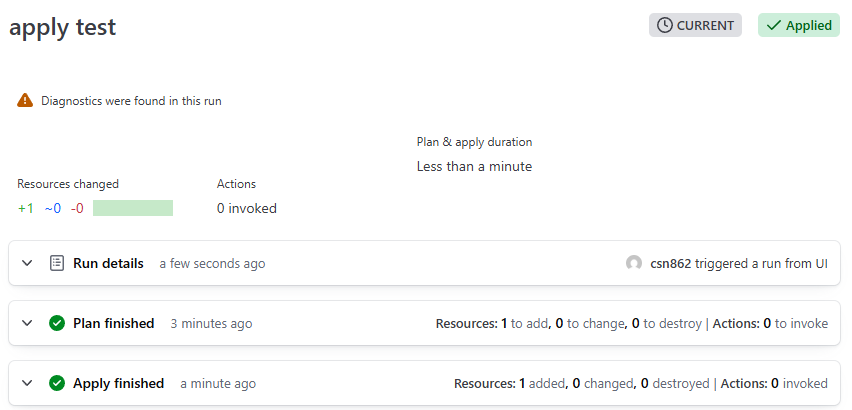 apply test
CURRENT
Applied
Diagnostics were found in this run
Plan & apply duration
Less than a minute
Resources changed
Actions
+1 ~0 -0
0 invoked
Run details a few seconds ago csn862 triggered a run from UI
Plan finished 3 minutes ago Resources: 1 to add, 0 to change, 0 to destroy | Actions: 0 to invoke
Apply finished a minute ago Resources: 1 added, 0 changed, 0 destroyed | Actions: 0 invoked